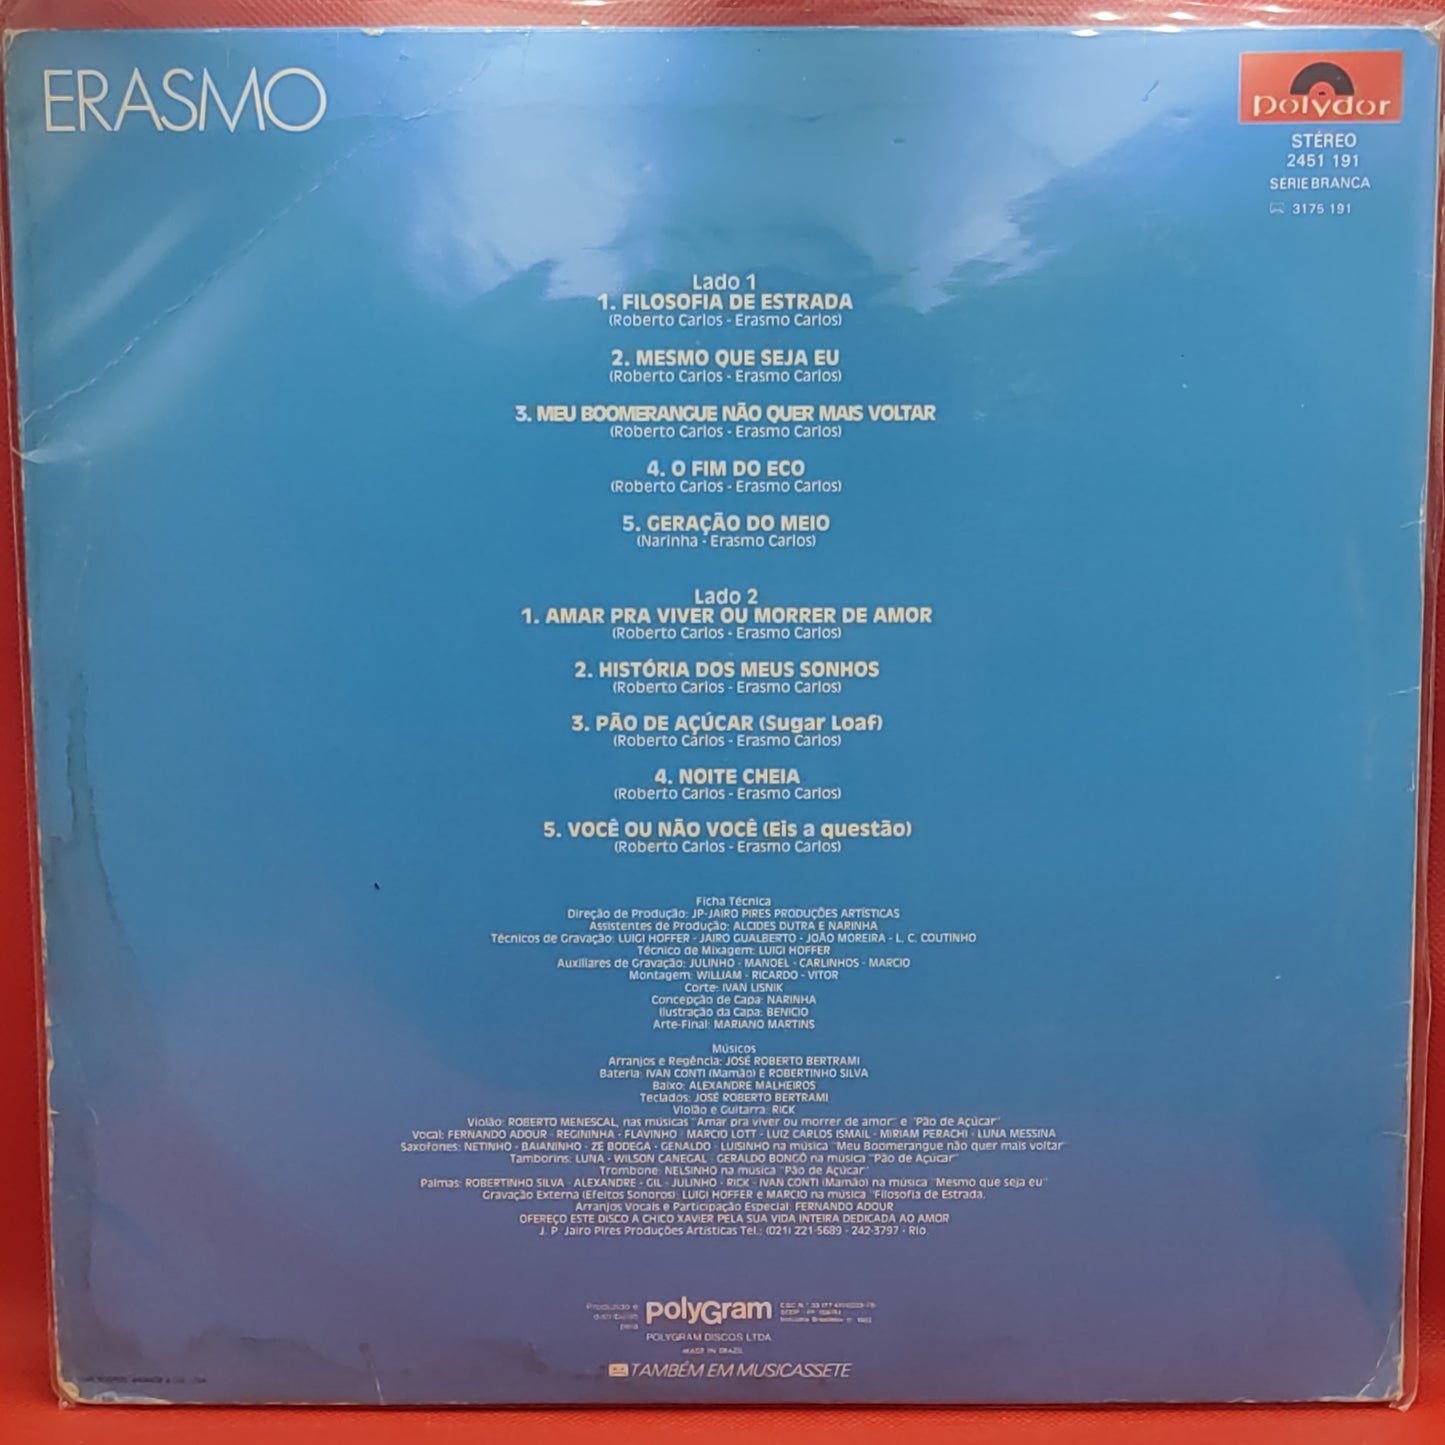 ERASMO
polydor
STÉREO
2451 191
SÉRIE BRANCA
3175 191
Lado 1
1. FILOSOFIA DE ESTRADA
(Roberto Carlos - Erasmo Carlos)
2. MESMO QUE SEJA EU
(Roberto Carlos - Erasmo Carlos)
3. MEU BOOMERANGUE NÃO QUER MAIS VOLTAR
(Roberto Carlos - Erasmo Carlos)
4. O FIM DO ECO
(Roberto Carlos - Erasmo Carlos)
5. GERAÇÃO DO MEIO
(Narinha - Erasmo Carlos)
Lado 2
1. AMAR PRA VIVER OU MORRER DE AMOR
(Roberto Carlos - Erasmo Carlos)
2. HISTÓRIA DOS MEUS SONHOS
(Roberto Carlos - Erasmo Carlos)
3. PÃO DE AÇÚCAR (Sugar Loaf)
(Roberto Carlos - Erasmo Carlos)
4. NOITE CHEIA
(Roberto Carlos - Erasmo Carlos)
5. VOCÊ OU NÃO VOCÊ (Eis a questão)
(Roberto Carlos - Erasmo Carlos)
Ficha Técnica
Direção de Produção: JP-JAIRO PIRES PRODUÇÕES ARTÍSTICAS
Assistentes de Produção: ALCIDES DUTRA E NARINHA
Técnicos de Gravação: LUIGI HOFFER - JAIRO GUALBERTO - JOÃO MOREIRA - L. C. COUTINHO
Técnico de Mixagem: LUIGI HOFFER
Auxiliares de Gravação: JULINHO - MANOEL - CARLINHOS - MARCIO
Montagem: WILLIAM - RICARDO - VITOR
Corte: IVAN LISNIK
Concepção de Capa: NARINHA
Ilustração da Capa: BENICIO
Arte-Final: MARIANO MARTINS
Músicos
Arranjos e Regência: JOSÉ ROBERTO BERTRAMI
Bateria: IVAN CONTI (Mamão) E ROBERTINHO SILVA
Baixo: ALEXANDRE MALHEIROS
Teclados: JOSÉ ROBERTO BERTRAMI
Violão e Guitarra: RICK
Violão: ROBERTO MENESCAL, nas músicas "Amar pra viver ou morrer de amor" e "Pão de Açúcar"
Vocal: FERNANDO ADOUR - REGININHA - FLAVINHO - MARCIO LOTT - LUIZ CARLOS ISMAIL - MIRIAM PERACHI - LUNA MESSINA
Saxofones: NETINHO - BAIANINHO - ZÉ BODEGA - GENALDO - LUISINHO na música "Meu Boomerangue não quer mais voltar"
Tamborins: LUNA - WILSON CANEGAL - GERALDO BONGÔ na música "Pão de Açúcar"
Trombone: NELSINHO na música "Pão de Açúcar"
Palmas: ROBERTINHO SILVA - ALEXANDRE - GIL - JULINHO - RICK - IVAN CONTI (Mamão) na música "Mesmo que seja eu"
Gravação Externa (Efeitos Sonoros): LUIGI HOFFER e MARCIO na música "Filosofia de Estrada.
Arranjos Vocais e Participação Especial: FERNANDO ADOUR
OFEREÇO ESTE DISCO A CHICO XAVIER PELA SUA VIDA INTEIRA DEDICADA AO AMOR
J. P. Jairo Pires Produções Artísticas Tel.: (021) 221-5689 - 242-3797 - Rio.
Produzido e
distribuído
pela
polyGram
Indústria Brasileira
POLYGRAM DISCOS LTDA.
MADE IN BRAZIL
TAMBÉM EM MUSICASSETE